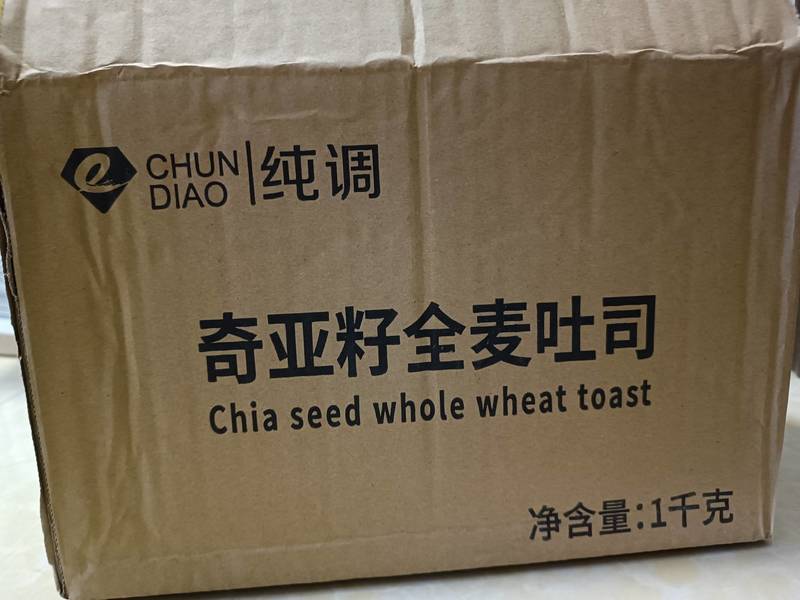 CHUN
DIAO
纯调
奇亚籽全麦吐司
Chia seed whole wheat toast
净含量:1千克